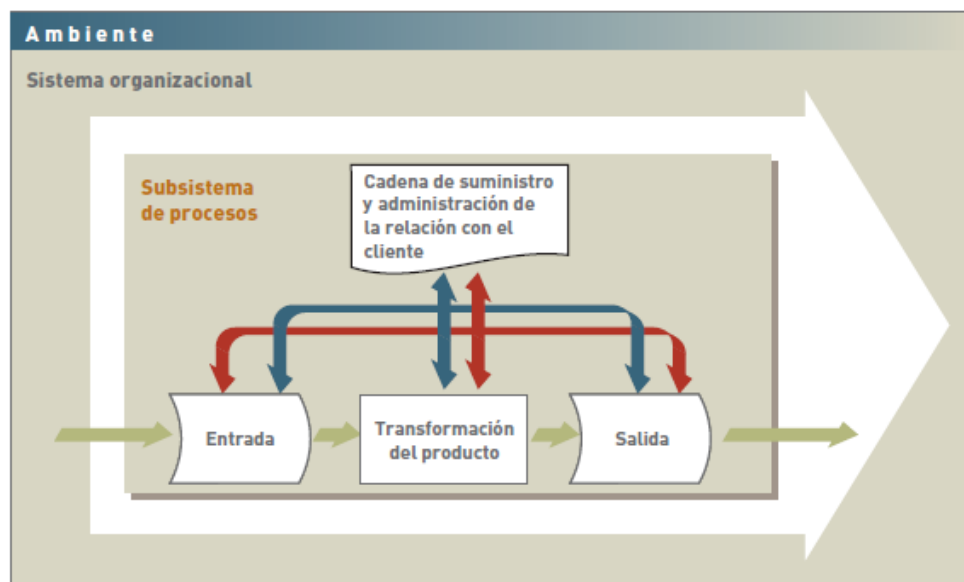 Ambiente
Sistema organizacional
Subsistema
de procesos
Cadena de suministro
y administración de
la relación con el
cliente
Entrada
Transformación
del producto
Salida